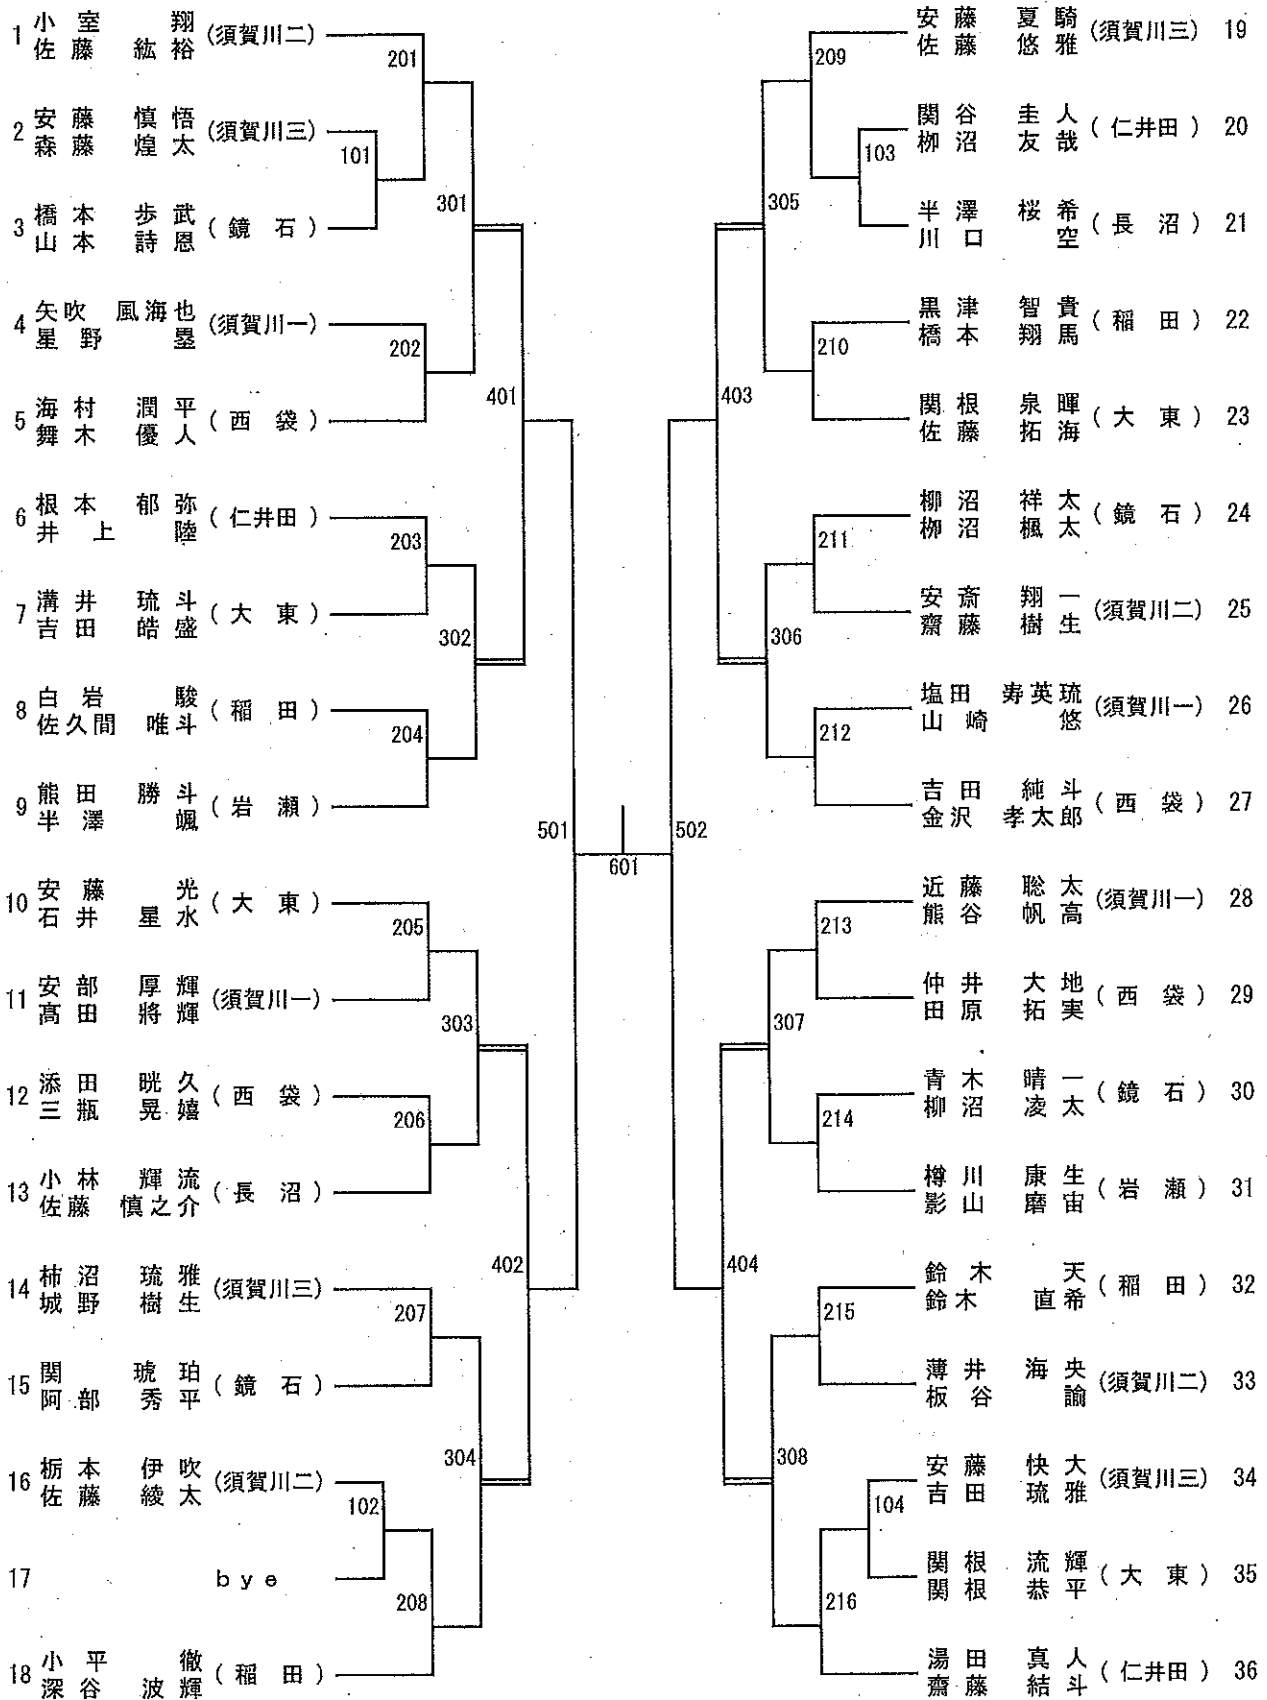 1 小室 翔 (須賀川二)
佐藤 紘裕
2 安藤 慎悟 (須賀川三)
森藤 煌太
3 橋本 歩武 (鏡石)
山本 詩恩
4 矢吹 風海也 (須賀川一)
星野 塁
5 海村 潤平 (西袋)
舞木 優人
6 根本 郁弥 (仁井田)
井上 陸
7 溝井 琉斗 (大東)
吉田 皓盛
8 白岩 駿 (稲田)
佐久間 唯斗
9 熊田 勝斗 (岩瀬)
半澤 颯
10 安藤 光 (大東)
石井 星水
11 安部 厚輝 (須賀川一)
髙田 將輝
12 添田 晄久 (西袋)
三瓶 晃嬉
13 小林 輝流 (長沼)
佐藤 慎之介
14 柿沼 琉雅 (須賀川三)
城野 樹生
15 関 琥珀 (鏡石)
阿部 秀平
16 栃本 伊吹 (須賀川二)
佐藤 綾太
17 bye
18 小平 徹 (稲田)
深谷 波輝
101
102
201
202
203
204
205
206
207
208
301
302
303
304
401
402
501
601
502
403
404
305
306
307
308
209
210
211
212
213
214
215
216
103
104
安藤 夏騎 (須賀川三) 19
佐藤 悠雅
関谷 圭人 (仁井田) 20
栁沼 友哉
半澤 桜希 (長沼) 21
川口 空
黒津 智貴 (稲田) 22
橋本 翔馬
関根 泉暉 (大東) 23
佐藤 拓海
柳沼 祥太 (鏡石) 24
栁沼 楓太
安斎 翔一 (須賀川二) 25
齋藤 樹生
塩田 寿英琉 (須賀川一) 26
山崎 悠
吉田 純斗 (西袋) 27
金沢 孝太郎
近藤 聡太 (須賀川一) 28
熊谷 帆高
仲井 大地 (西袋) 29
田原 拓実
青木 晴一 (鏡石) 30
柳沼 凌太
樽川 康生 (岩瀬) 31
影山 磨宙
鈴木 天 (稲田) 32
鈴木 直希
薄井 海央 (須賀川二) 33
板谷 諭
安藤 快大 (須賀川三) 34
吉田 琉雅
関根 流輝 (大東) 35
関根 恭平
湯田 真人 (仁井田) 36
齋藤 結斗